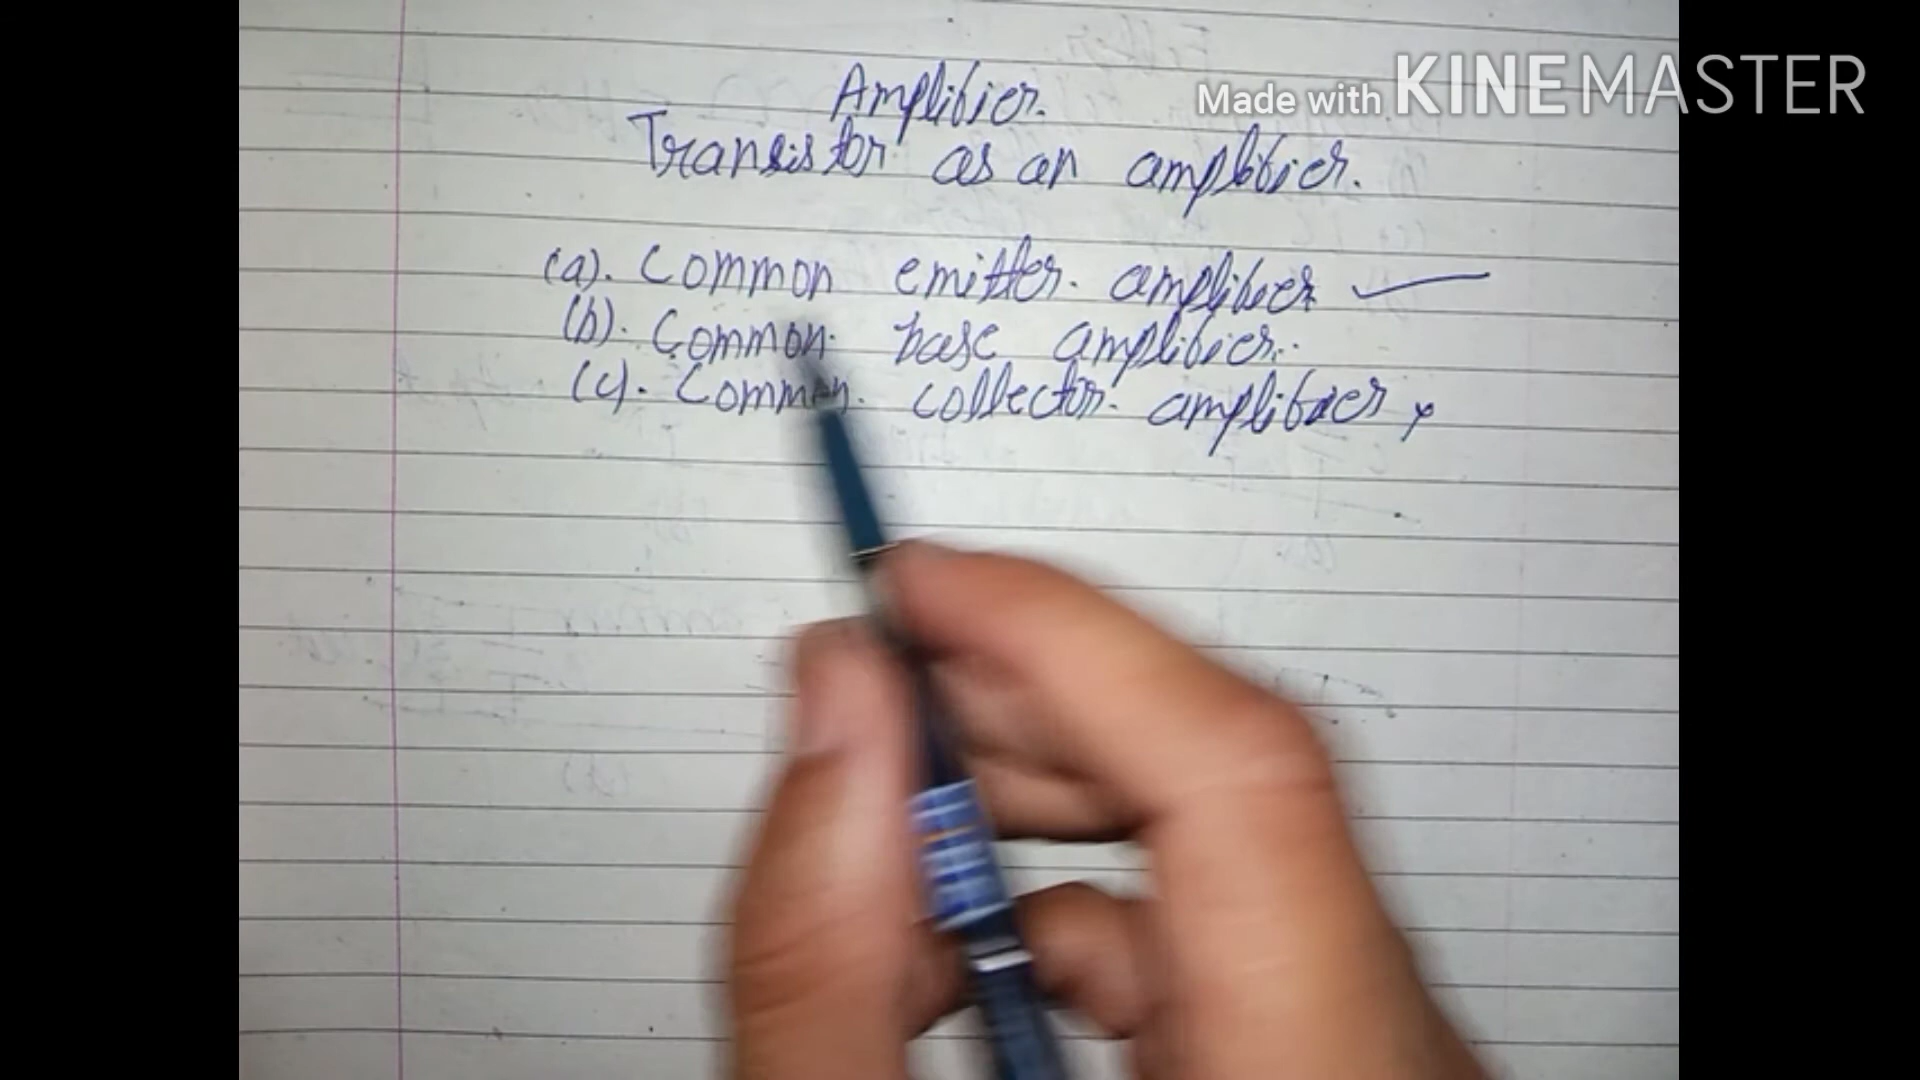 Made with KINEMASTER
Amplifier.
Transistor as an amplifier.
(a). Common emitter. amplifier
(b). Common. base amplifier..
(c). Common. collector. amplifier x